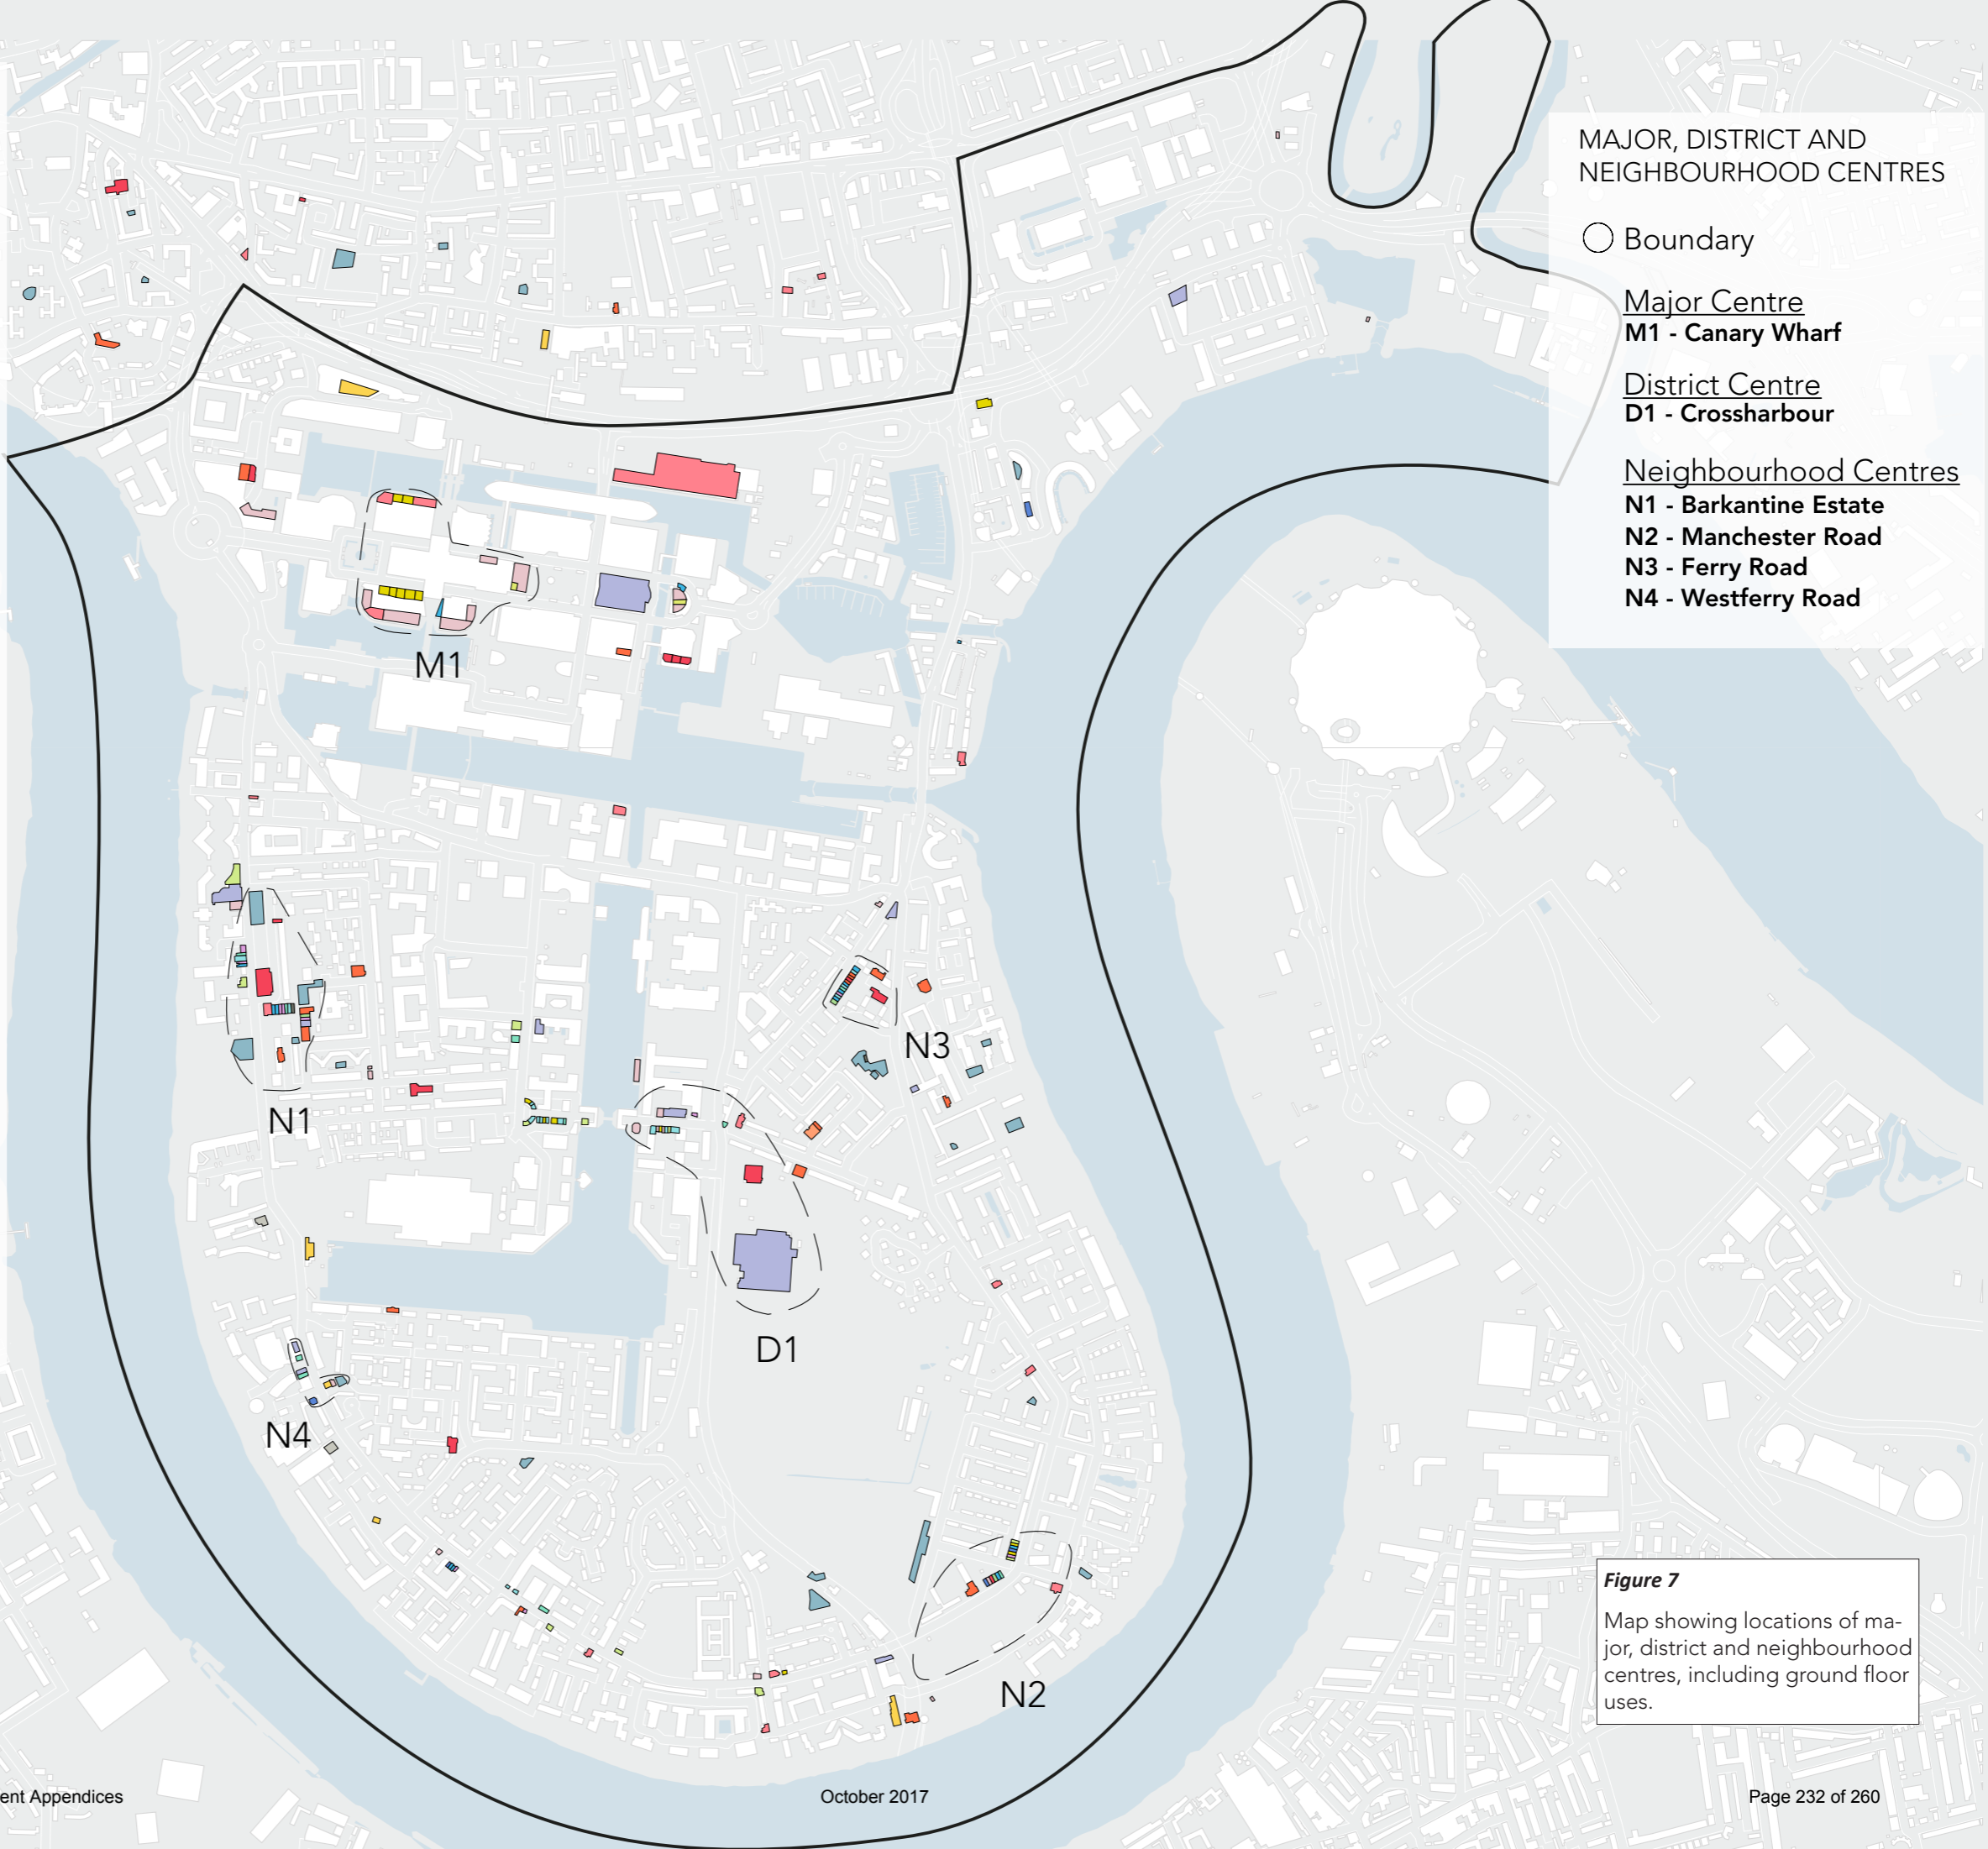 MAJOR, DISTRICT AND
NEIGHBOURHOOD CENTRES
Boundary
Major Centre
M1 - Canary Wharf
District Centre
D1 - Crossharbour
Neighbourhood Centres
N1 - Barkantine Estate
N2 - Manchester Road
N3 - Ferry Road
N4 - Westferry Road
M1
N3
N1
D1
N4
N2
Figure 7
Map showing locations of ma-
jor, district and neighbourhood
centres, including ground floor
uses.
ent Appendices
October 2017
Page 232 of 260